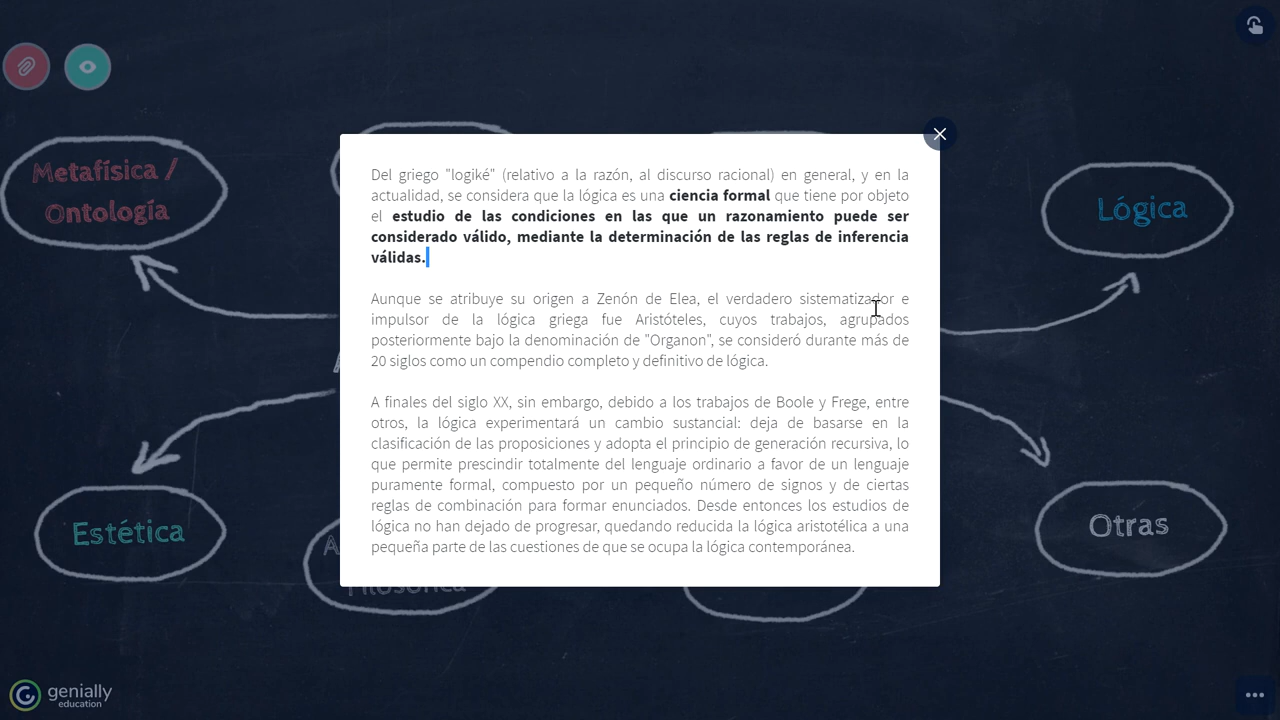 Metafísica /
Ontología
Del griego "logiké" (relativo a la razón, al discurso racional) en general, y en la
actualidad, se considera que la lógica es una ciencia formal que tiene por objeto
el estudio de las condiciones en las que un razonamiento puede ser
considerado válido, mediante la determinación de las reglas de inferencia
válidas.
Aunque se atribuye su origen a Zenón de Elea, el verdadero sistematizador e
impulsor de la lógica griega fue Aristóteles, cuyos trabajos, agrupados
posteriormente bajo la denominación de "Organon", se consideró durante más de
20 siglos como un compendio completo y definitivo de lógica.
A finales del siglo XX, sin embargo, debido a los trabajos de Boole y Frege, entre
otros, la lógica experimentará un cambio sustancial: deja de basarse en la
clasificación de las proposiciones y adopta el principio de generación recursiva, lo
que permite prescindir totalmente del lenguaje ordinario a favor de un lenguaje
puramente formal, compuesto por un pequeño número de signos y de ciertas
reglas de combinación para formar enunciados. Desde entonces los estudios de
lógica no han dejado de progresar, quedando reducida la lógica aristotélica a una
pequeña parte de las cuestiones de que se ocupa la lógica contemporánea.
Lógica
Estética
Otras
Filosófica
genially
education